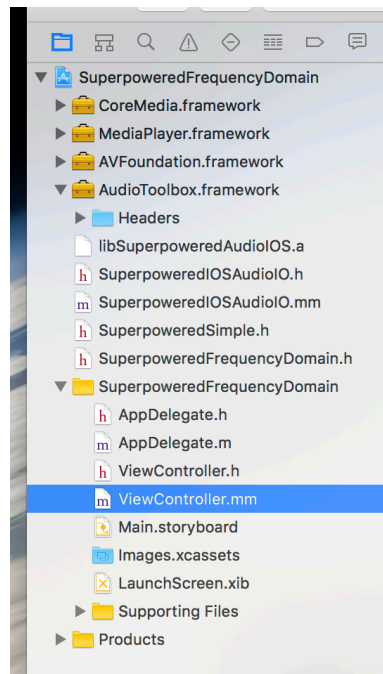 SuperpoweredFrequencyDomain
CoreMedia.framework
MediaPlayer.framework
AVFoundation.framework
AudioToolbox.framework
Headers
libSuperpoweredAudioIOS.a
h SuperpoweredIOSAudioIO.h
m SuperpoweredIOSAudioIO.mm
h SuperpoweredSimple.h
h SuperpoweredFrequencyDomain.h
SuperpoweredFrequencyDomain
h AppDelegate.h
m AppDelegate.m
h ViewController.h
m ViewController.mm
Main.storyboard
Images.xcassets
LaunchScreen.xib
Supporting Files
Products